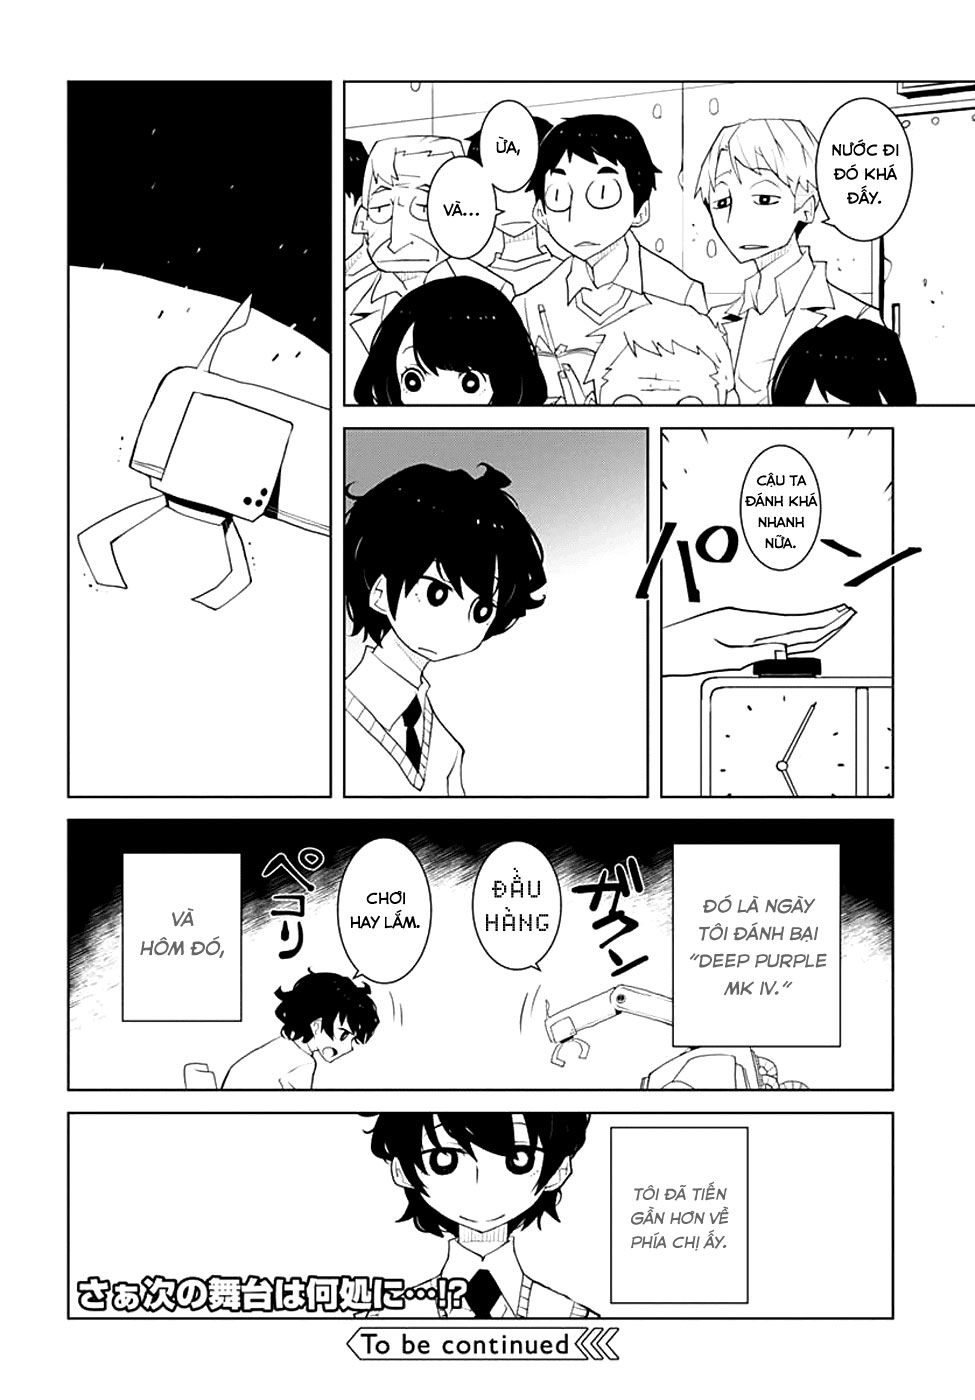 NƯỚC ĐI
ĐÓ KHÁ
ĐẤY.
ỪA,
VÀ...
CẬU TA
ĐÁNH KHÁ
NHANH
NỮA.
パン
ĐÓ LÀ NGÀY
TÔI ĐÁNH BẠI
“DEEP PURPLE
MK IV.”
ガクン
ĐẦU
HÀNG
CHƠI
HAY LẮM.
ペコリ
VÀ
HÔM ĐÓ,
TÔI ĐÃ TIẾN
GẦN HƠN VỀ
PHÍA CHỊ ẤY.
さぁ次の舞台は何処に…!?
To be continued